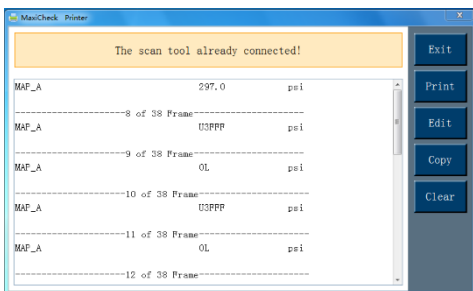 MaxiCheck Printer
The scan tool already connected!
MAP_A 297.0 psi
--------------------8 of 38 Frame--------------------
MAP_A U3FFF psi
--------------------9 of 38 Frame--------------------
MAP_A OL psi
--------------------10 of 38 Frame--------------------
MAP_A U3FFF psi
--------------------11 of 38 Frame--------------------
MAP_A OL psi
--------------------12 of 38 Frame--------------------
Exit
Print
Edit
Copy
Clear